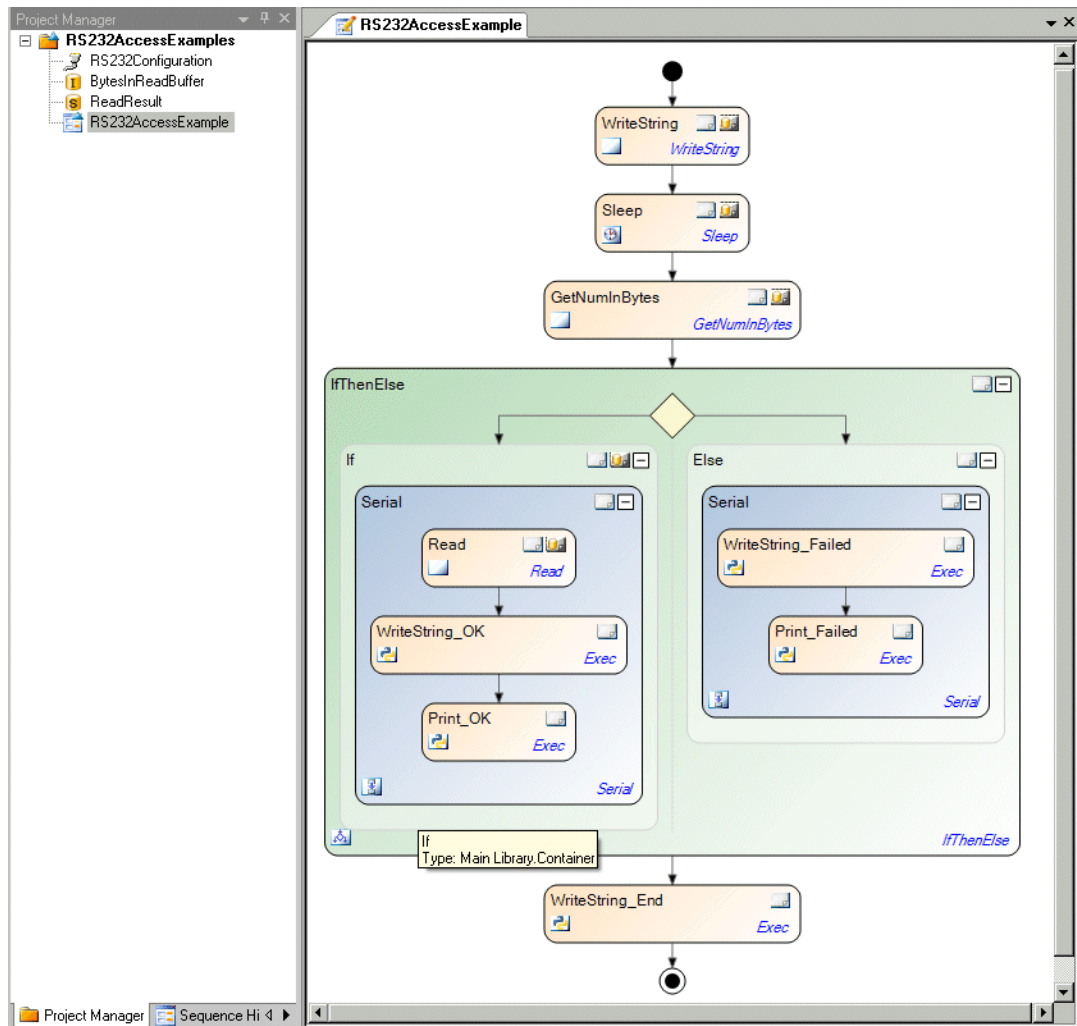 Project Manager
RS232AccessExamples
RS232Configuration
BytesInReadBuffer
ReadResult
RS232AccessExample
Project Manager
Sequence Hi
RS232AccessExample
WriteString
WriteString
Sleep
Sleep
GetNumInBytes
GetNumInBytes
IfThenElse
If
Serial
Read
Read
WriteString_OK
Exec
Print_OK
Exec
Serial
Else
Serial
WriteString_Failed
Exec
Print_Failed
Exec
Serial
IfThenElse
If
Type: Main Library.Container
WriteString_End
Exec